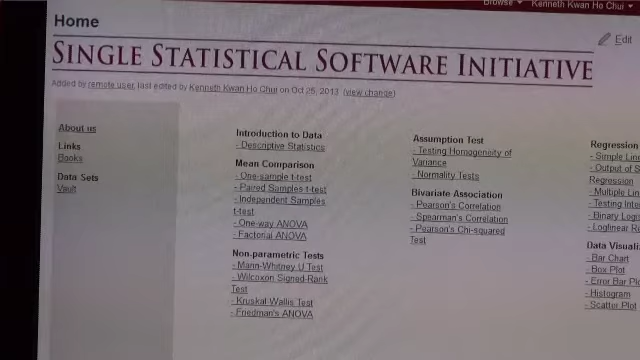 Browse
Kenneth Kwan Ho Chui
Home
Edit
SINGLE STATISTICAL SOFTWARE INITIATIVE
Added by remote user, last edited by Kenneth Kwan Ho Chui on Oct 25, 2013 (view change)
About us
Links
Books
Data Sets
Vault
Introduction to Data
- Descriptive Statistics
Mean Comparison
- One-sample t-test
- Paired Samples t-test
- Independent Samples
t-test
- One-way ANOVA
- Factorial ANOVA
Non-parametric Tests
- Mann-Whitney U Test
- Wilcoxon Signed-Rank
Test
- Kruskal Wallis Test
- Friedman's ANOVA
Assumption Test
- Testing Homogeneity of
Variance
- Normality Tests
Bivariate Association
- Pearson's Correlation
- Spearman's Correlation
- Pearson's Chi-squared
Test
Regression
- Simple Lin
- Output of S
Regression
- Multiple Lin
- Testing Inte
- Binary Logi
- Loglinear R
Data Visuali
- Bar Chart
- Box Plot
- Error Bar Plo
- Histogram
- Scatter Plot